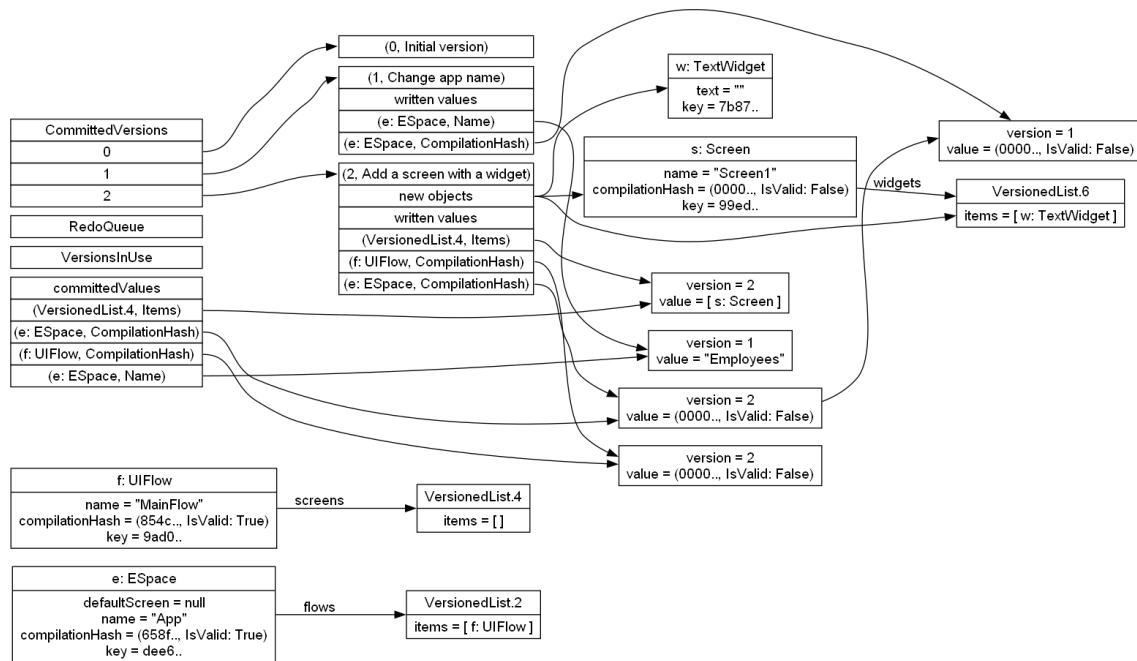 CommittedVersions
0
1
2
RedoQueue
VersionsInUse
committedValues
(VersionedList.4, Items)
(e: ESpace, CompilationHash)
(f: UIFlow, CompilationHash)
(e: ESpace, Name)
(0, Initial version)
(1, Change app name)
written values
(e: ESpace, Name)
(e: ESpace, CompilationHash)
(2, Add a screen with a widget)
new objects
written values
(VersionedList.4, Items)
(f: UIFlow, CompilationHash)
(e: ESpace, CompilationHash)
w: TextWidget
text = ""
key = 7b87..
s: Screen
name = "Screen1"
compilationHash = (0000.., IsValid: False)
key = 99ed..
widgets
version = 1
value = (0000.., IsValid: False)
VersionedList.6
items = [ w: TextWidget ]
version = 2
value = [ s: Screen ]
version = 1
value = "Employees"
version = 2
value = (0000.., IsValid: False)
version = 2
value = (0000.., IsValid: False)
f: UIFlow
name = "MainFlow"
compilationHash = (854c.., IsValid: True)
key = 9ad0..
screens
VersionedList.4
items = [ ]
e: ESpace
defaultScreen = null
name = "App"
compilationHash = (658f.., IsValid: True)
key = dee6..
flows
VersionedList.2
items = [ f: UIFlow ]